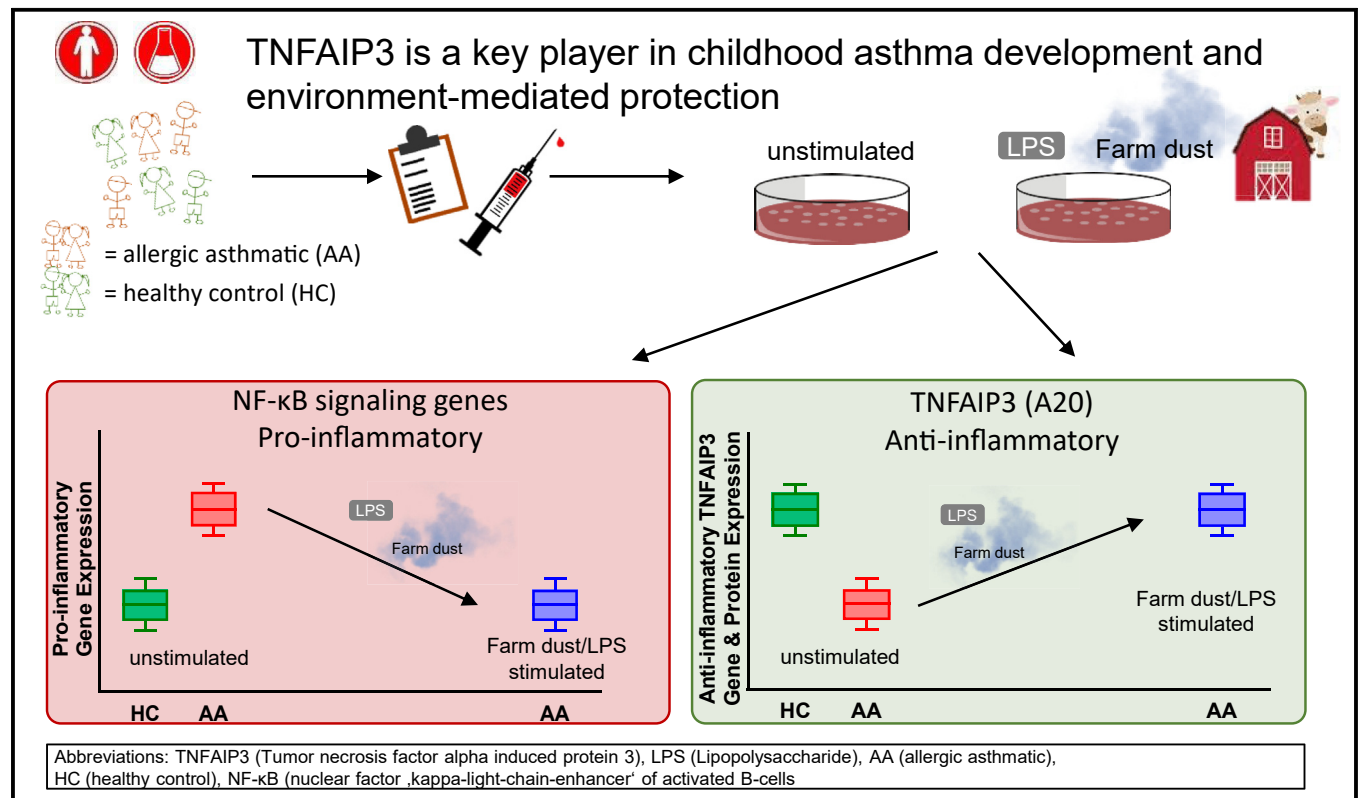 TNFAIP3 is a key player in childhood asthma development and
environment-mediated protection
unstimulated
LPS
Farm dust
= allergic asthmatic (AA)
= healthy control (HC)
NF-κB signaling genes
Pro-inflammatory
Pro-inflammatory
Gene Expression
LPS
Farm dust
unstimulated
Farm dust/LPS
stimulated
HC
AA
AA
TNFAIP3 (A20)
Anti-inflammatory
Anti-inflammatory TNFAIP3
Gene & Protein Expression
LPS
Farm dust
unstimulated
Farm dust/LPS
stimulated
HC
AA
AA
Abbreviations: TNFAIP3 (Tumor necrosis factor alpha induced protein 3), LPS (Lipopolysaccharide), AA (allergic asthmatic),
HC (healthy control), NF-κB (nuclear factor ‚kappa-light-chain-enhancer‘ of activated B-cells